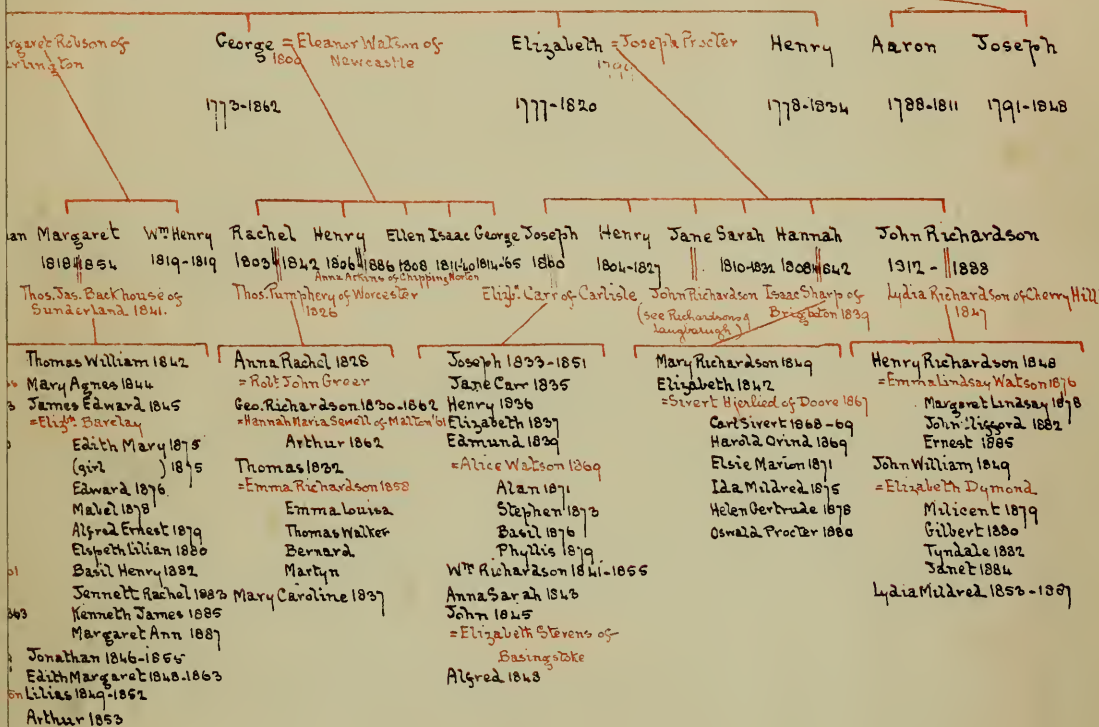 George = Eleanor Watson of
1800 Newcastle
Elizabeth = Joseph Procter
Henry
Aaron
Joseph
1773-1862
1777-1820
1778-1834
1788-1811
1791-1848
Margaret
1818 1854
Thos. Jas. Backhouse of
Sunderland 1841.
Wm Henry
1819-1819
Rachel
1803 1842
Thos. Pumphery of Worcester
1826
Henry
1806 1886
Anna Atkins of Chipping Norton
Ellen
1808
Isaac
1811-40
George
1814-'65
Joseph
1800
Eliz. Carr of Carlisle
Henry
1804-1827
Jane
John Richardson
(see Richardsons of
Langbarugh)
Sarah
1810-1832
Hannah
1808 1842
Isaac Sharp of
Brighton 1839
John Richardson
1912 - 1888
Lydia Richardson of Cherry Hill
1847
Thomas William 1842
Mary Agnes 1844
James Edward 1845
= Elizth. Barclay
Edith Mary 1875
(girl ) 1875
Edward 1876
Mabel 1878
Alfred Ernest 1879
Elspeth Lilian 1880
Basil Henry 1882
Jennett Rachel 1883
Kenneth James 1885
Margaret Ann 1887
Jonathan 1846-1855
Edith Margaret 1848-1863
Lilias 1849-1852
Arthur 1853
Anna Rachel 1828
= Robt. John Greer
Geo. Richardson 1830-1862
= Hannah Maria Sewell of Malton '61
Arthur 1862
Thomas 1832
= Emma Richardson 1858
Emma Louisa
Thomas Walker
Bernard
Martyn
Mary Caroline 1837
Joseph 1833-1851
Jane Carr 1835
Henry 1836
Elizabeth 1837
Edmund 1839
= Alice Watson 1869
Alan 1871
Stephen 1873
Basil 1876
Phyllis 1879
Wm Richardson 1841-1855
Anna Sarah 1843
John 1845
= Elizabeth Stevens of
Basingstoke
Alfred 1848
Mary Richardson 1849
Elizabeth 1842
= Sivert Hjerlied of Doore 1867
Carl Sivert 1868-69
Harold Orind 1869
Elsie Marion 1871
Ida Mildred 1875
Helen Gertrude 1878
Oswald Procter 1880
Henry Richardson 1848
= Emma Lindsay Watson 1876
Margaret Lindsay 1878
John 1882
Ernest 1885
John William 1849
= Elizabeth Dymond
Milicent 1879
Gilbert 1880
Tyndale 1882
Janet 1884
Lydia Mildred 1853-1887